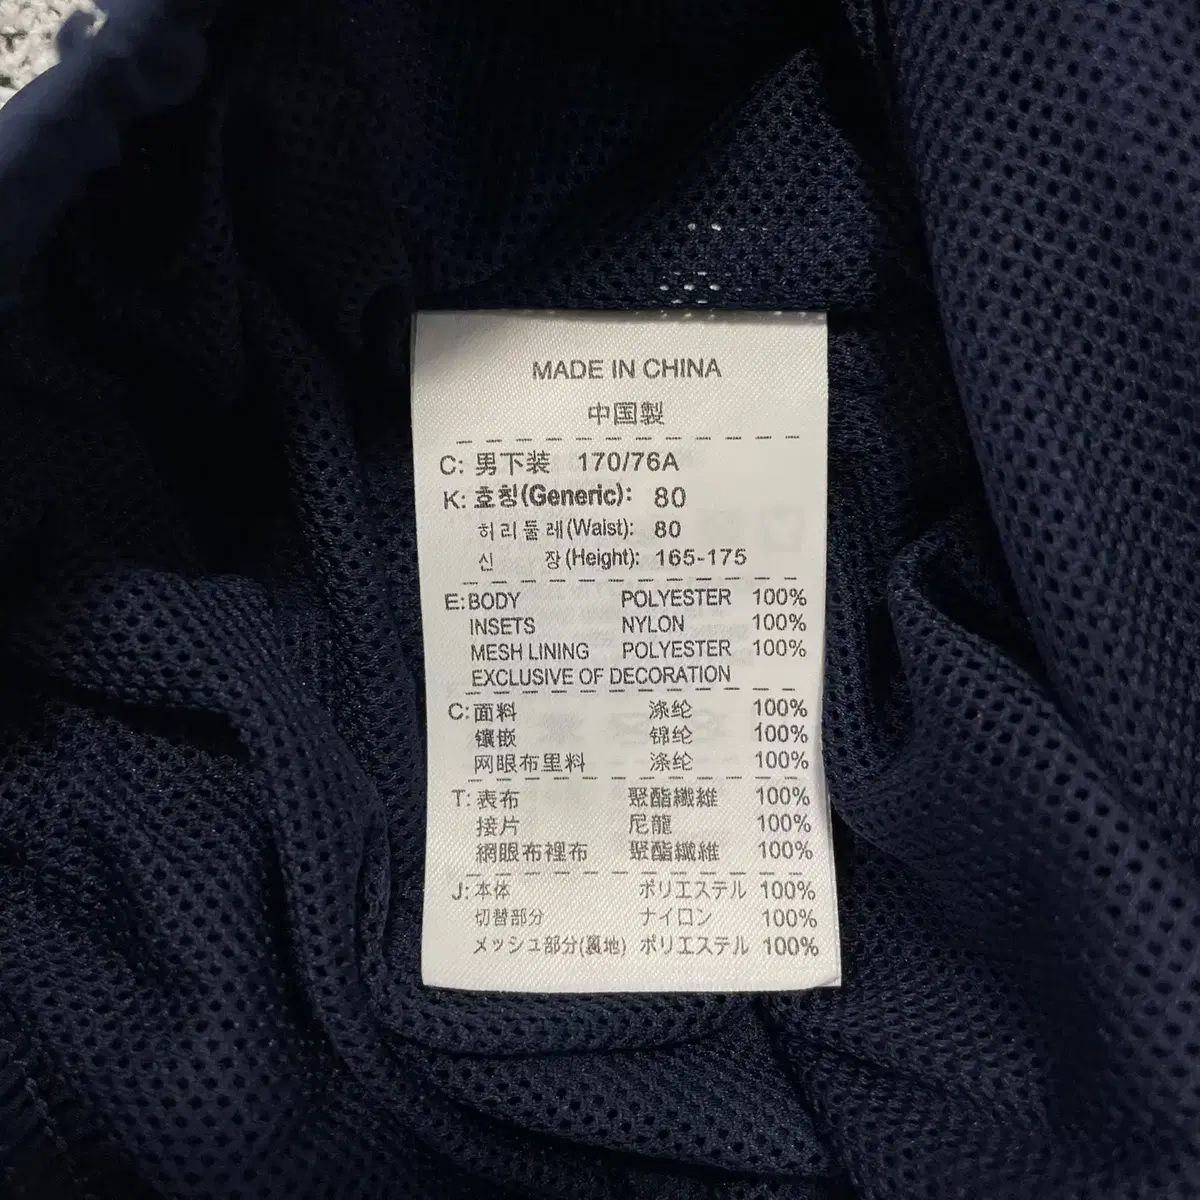 MADE IN CHINA
中国製
C: 男下装 170/76A
K: 호칭(Generic): 80
허리둘레(Waist): 80
신 장(Height): 165-175
E: BODY POLYESTER 100%
INSETS NYLON 100%
MESH LINING POLYESTER 100%
EXCLUSIVE OF DECORATION
C: 面料 涤纶 100%
镶嵌 锦纶 100%
网眼布里料 涤纶 100%
T: 表布 聚酯纖維 100%
接片 尼龍 100%
網眼布裡布 聚酯纖維 100%
J: 本体 ポリエステル 100%
切替部分 ナイロン 100%
メッシュ部分(裏地) ポリエステル 100%